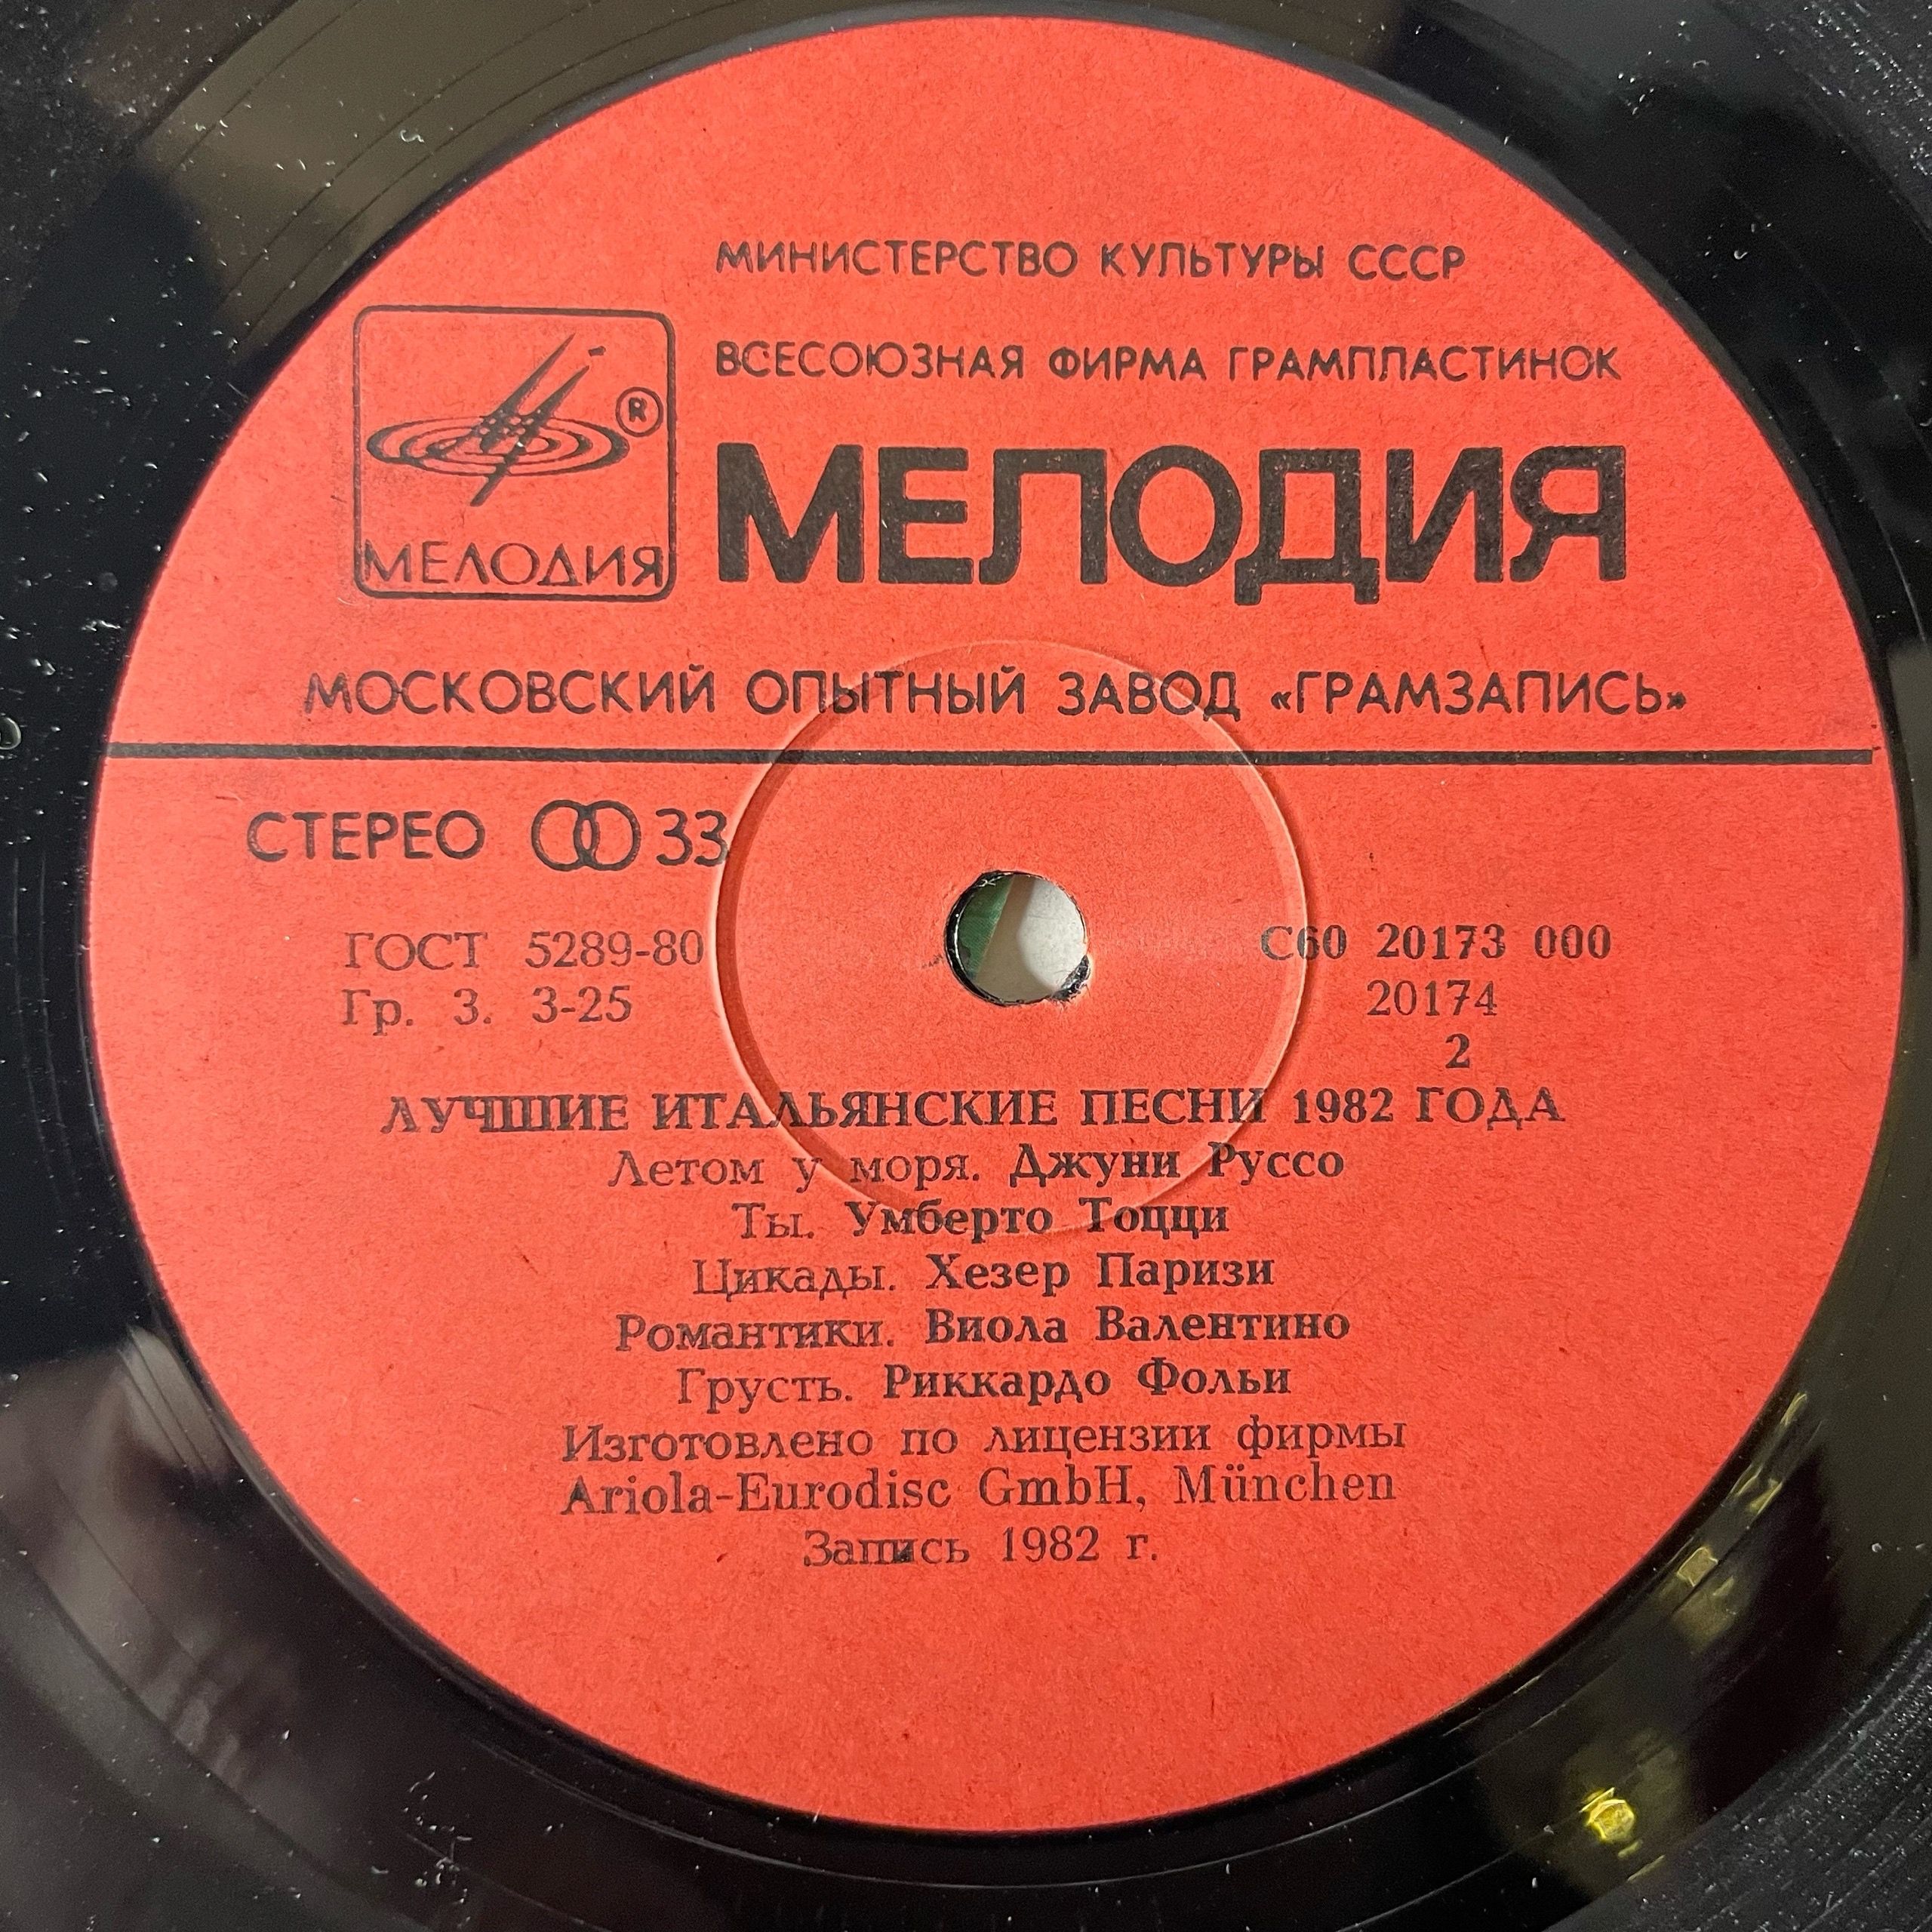 МИНИСТЕРСТВО КУЛЬТУРЫ СССР
ВСЕСОЮЗНАЯ ФИРМА ГРАМПЛАСТИНОК
®
МЕЛОДИЯ
МЕЛОДИЯ
МОСКОВСКИЙ ОПЫТНЫЙ ЗАВОД «ГРАМЗАПИСЬ»
СТЕРЕО 33
ГОСТ 5289-80
Гр. 3. 3-25
С60 20173 000
20174
2
ЛУЧШИЕ ИТАЛЬЯНСКИЕ ПЕСНИ 1982 ГОДА
Летом у моря. Джуни Руссо
Ты. Умберто Тоцци
Цикады. Хезер Паризи
Романтики. Виола Валентино
Грусть. Риккардо Фольи
Изготовлено по лицензии фирмы
Ariola-Eurodisc GmbH, München
Запись 1982 г.